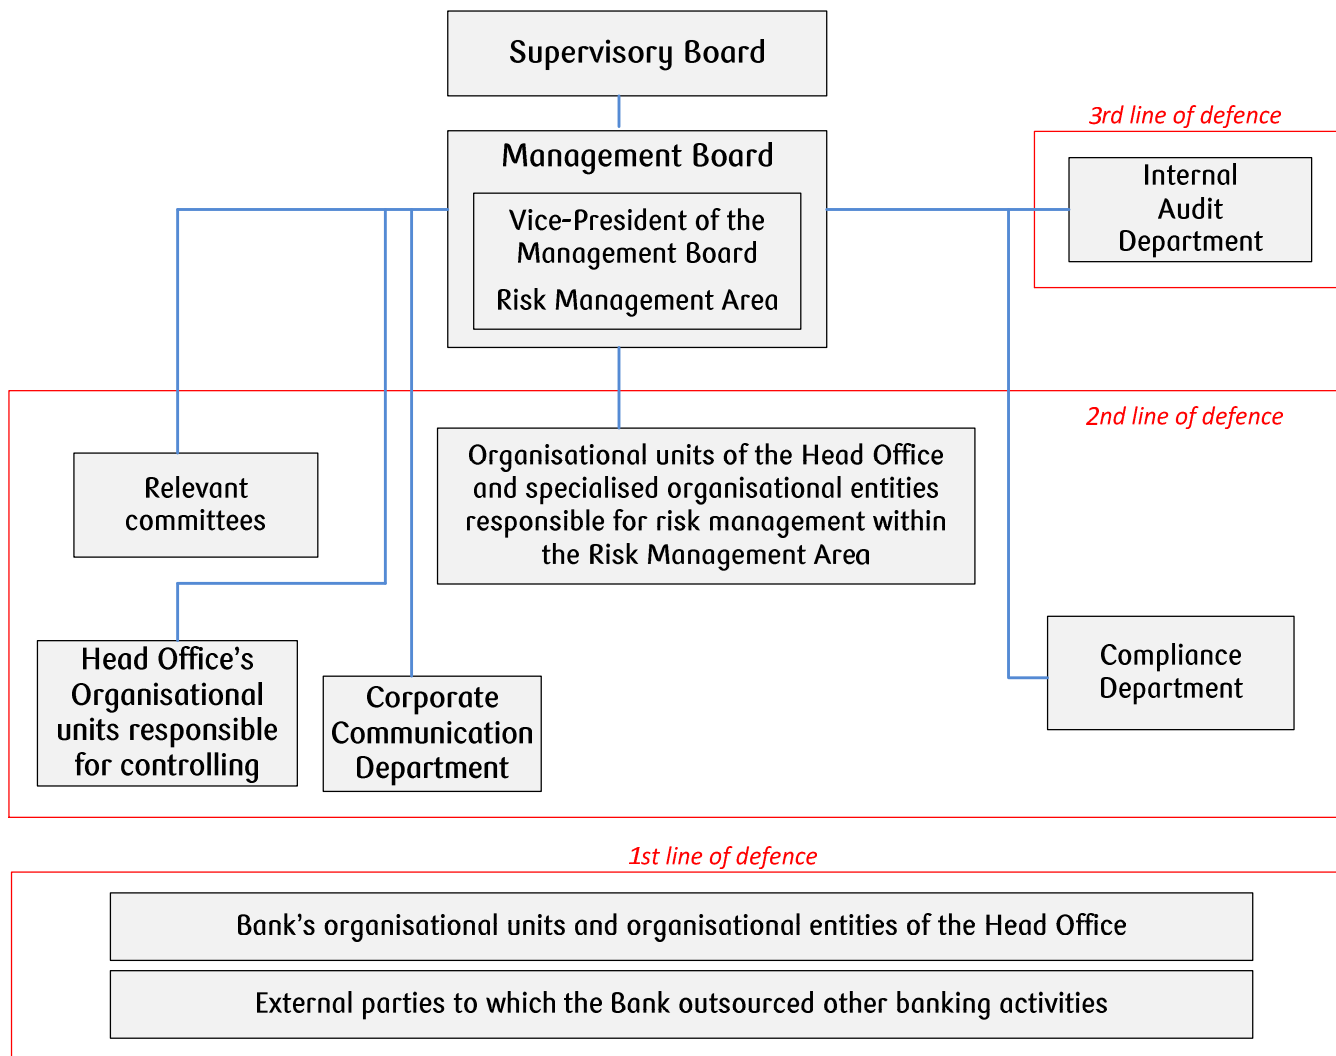 Supervisory Board
3rd line of defence
Management Board
Internal
Audit
Department
Vice-President of the
Management Board
Risk Management Area
2nd line of defence
Relevant
committees
Organisational units of the Head Office
and specialised organisational entities
responsible for risk management within
the Risk Management Area
Head Office’s
Organisational
units responsible
for controlling
Corporate
Communication
Department
Compliance
Department
1st line of defence
Bank’s organisational units and organisational entities of the Head Office
External parties to which the Bank outsourced other banking activities